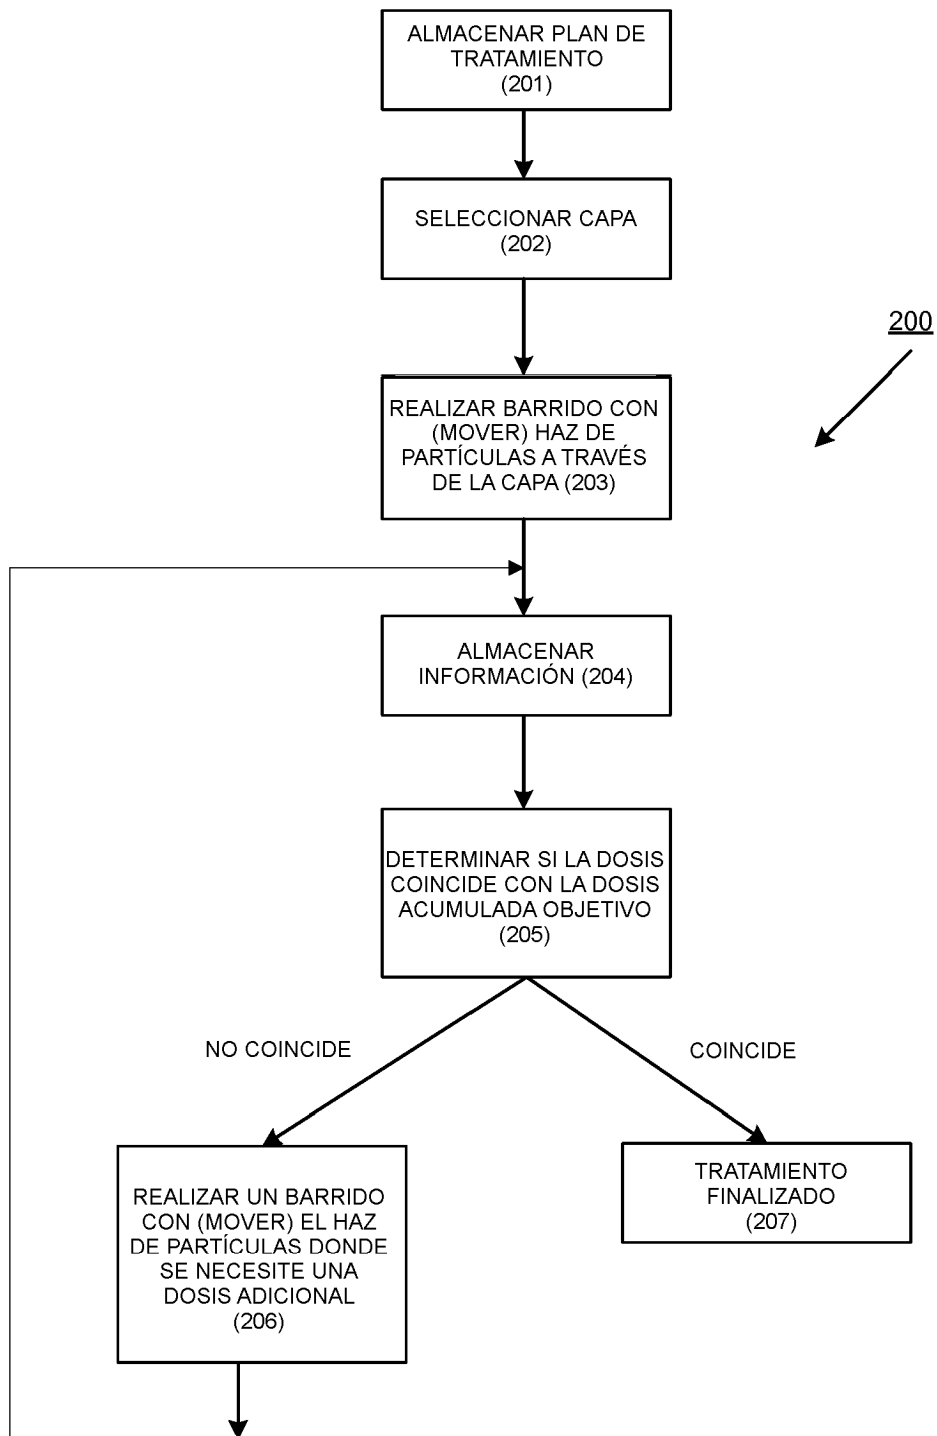 ALMACENAR PLAN DE
TRATAMIENTO
(201)
SELECCIONAR CAPA
(202)
200
REALIZAR BARRIDO CON
(MOVER) HAZ DE
PARTÍCULAS A TRAVÉS
DE LA CAPA (203)
ALMACENAR
INFORMACIÓN (204)
DETERMINAR SI LA DOSIS
COINCIDE CON LA DOSIS
ACUMULADA OBJETIVO
(205)
NO COINCIDE
COINCIDE
REALIZAR UN BARRIDO
CON (MOVER) EL HAZ
DE PARTÍCULAS DONDE
SE NECESITE UNA
DOSIS ADICIONAL
(206)
TRATAMIENTO
FINALIZADO
(207)